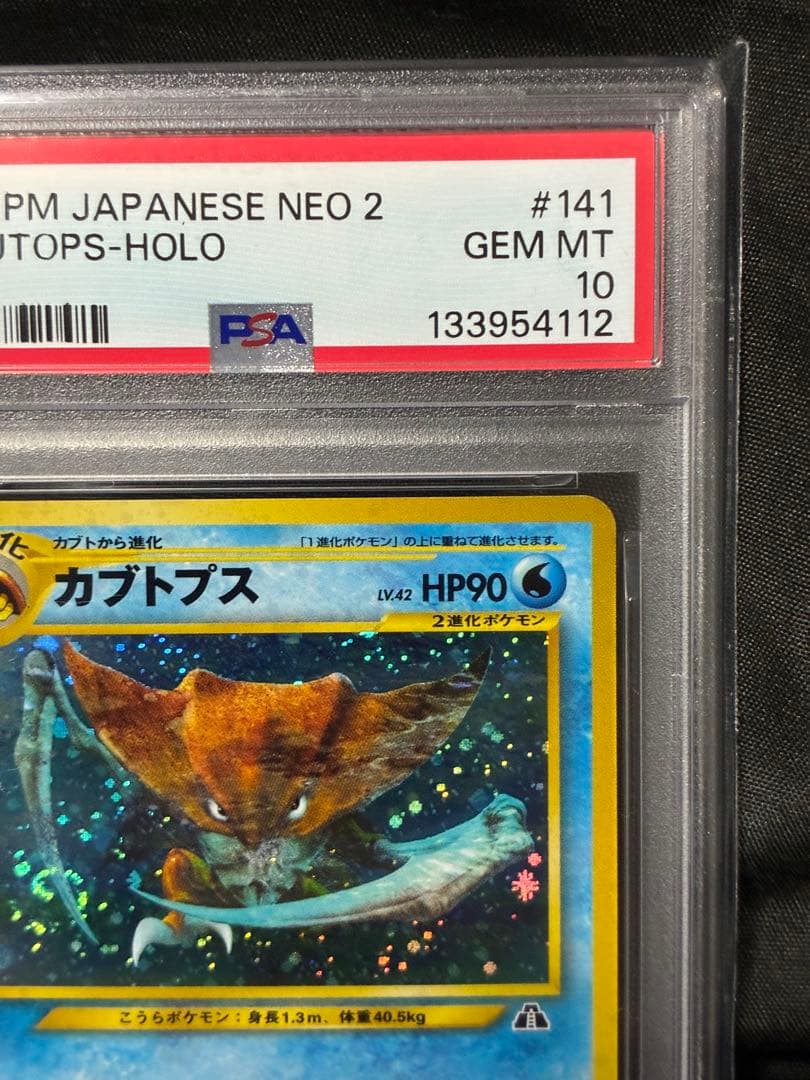 PM JAPANESE NEO 2 #141
UTOPS-HOLO GEM MT
10
PSA 133954112
化
カブトから進化 「1進化ポケモン」の上に重ねて進化させます。
カブトプス LV.42 HP90
2進化ポケモン
こうらポケモン：身長1.3m、体重40.5kg